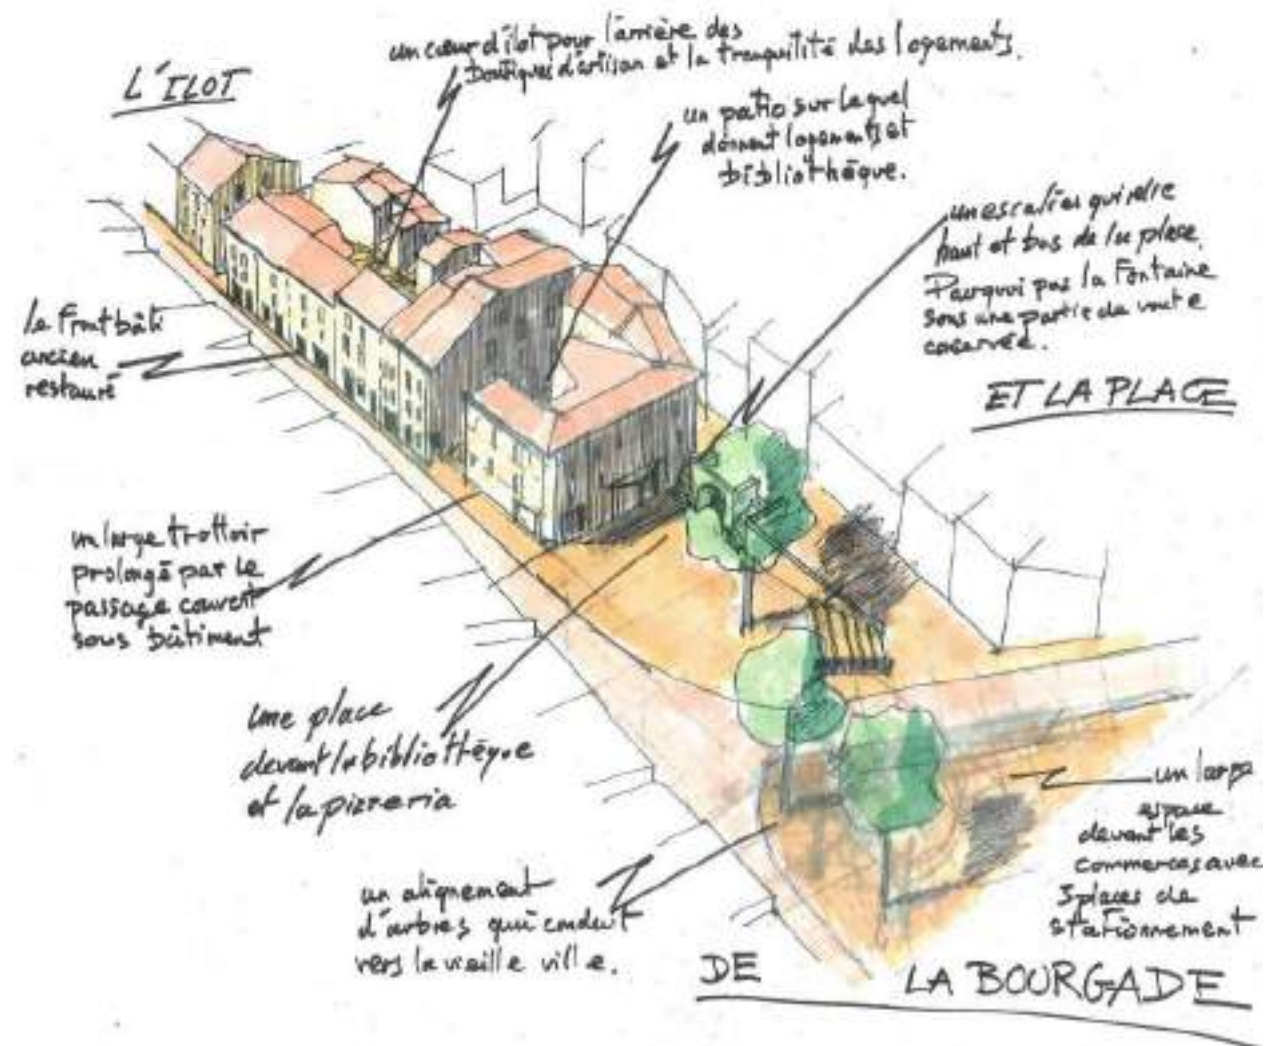 L'ILOT
un cœur d'ilot pour l'arrière des
boutiques d'artisan et la tranquilité des logements.
un patio sur lequel
donnent logements et
bibliothèque.
un escalier qui relie
haut et bas de la place.
Pourquoi pas la Fontaine
sous une partie de voute
conservée.
ET LA PLACE
le front bâti
ancien
restauré
un large trottoir
prolongé par le
passage couvert
sous bâtiment
une place
devant la bibliothèque
et la pizzeria
un alignement
d'arbres qui conduit
vers la vieille ville.
un large
espace
devant les
commerces avec
places de
stationnement
DE LA BOURGADE